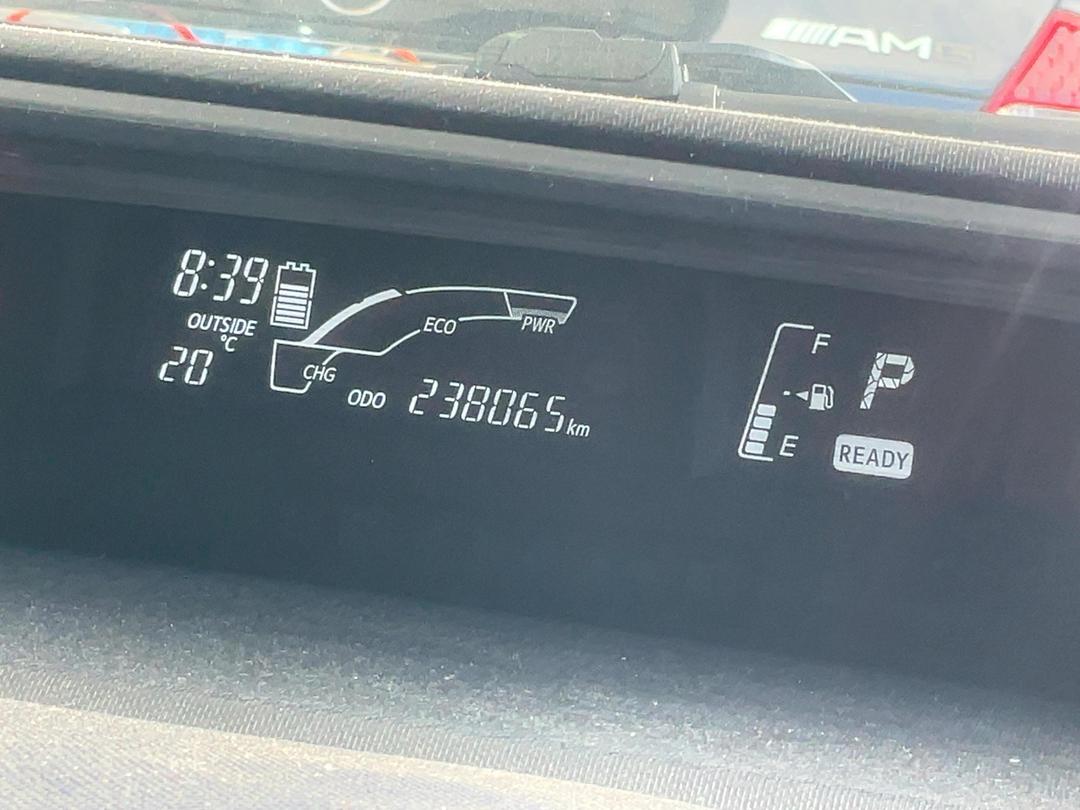 AMG
8:39
OUTSIDE
°C
20
ECO
PWR
CHG
ODO 238065 km
F
E
P
READY